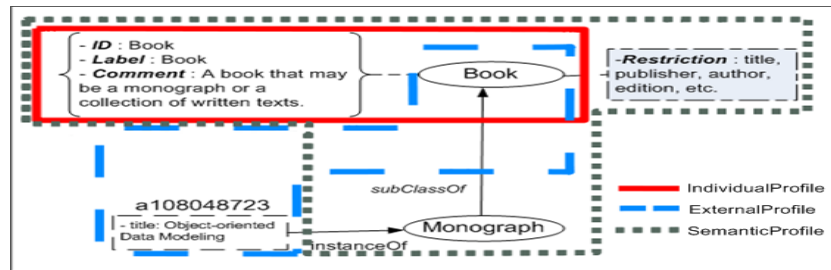 - ID : Book
- Label : Book
- Comment : A book that may
be a monograph or a
collection of written texts.
Book
-Restriction : title,
publisher, author,
edition, etc.
subClassOf
a108048723
- title: Object-oriented
Data Modeling
instanceOf
Monograph
IndividualProfile
ExternalProfile
SemanticProfile